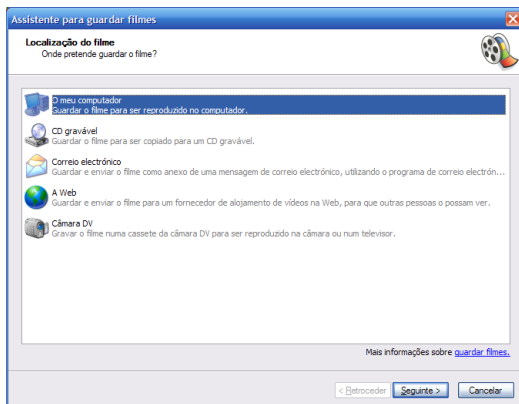 Assistente para guardar filmes
Localização do filme
Onde pretende guardar o filme?
O meu computador
Guardar o filme para ser reproduzido no computador.
CD gravável
Guardar o filme para ser copiado para um CD gravável.
Correio electrónico
Guardar e enviar o filme como anexo de uma mensagem de correio electrónico, utilizando o programa de correio electrón...
A Web
Guardar e enviar o filme para um fornecedor de alojamento de vídeos na Web, para que outras pessoas o possam ver.
Câmara DV
Gravar o filme numa cassete da câmara DV para ser reproduzido na câmara ou num televisor.
Mais informações sobre guardar filmes.
< Retroceder Seguinte > Cancelar